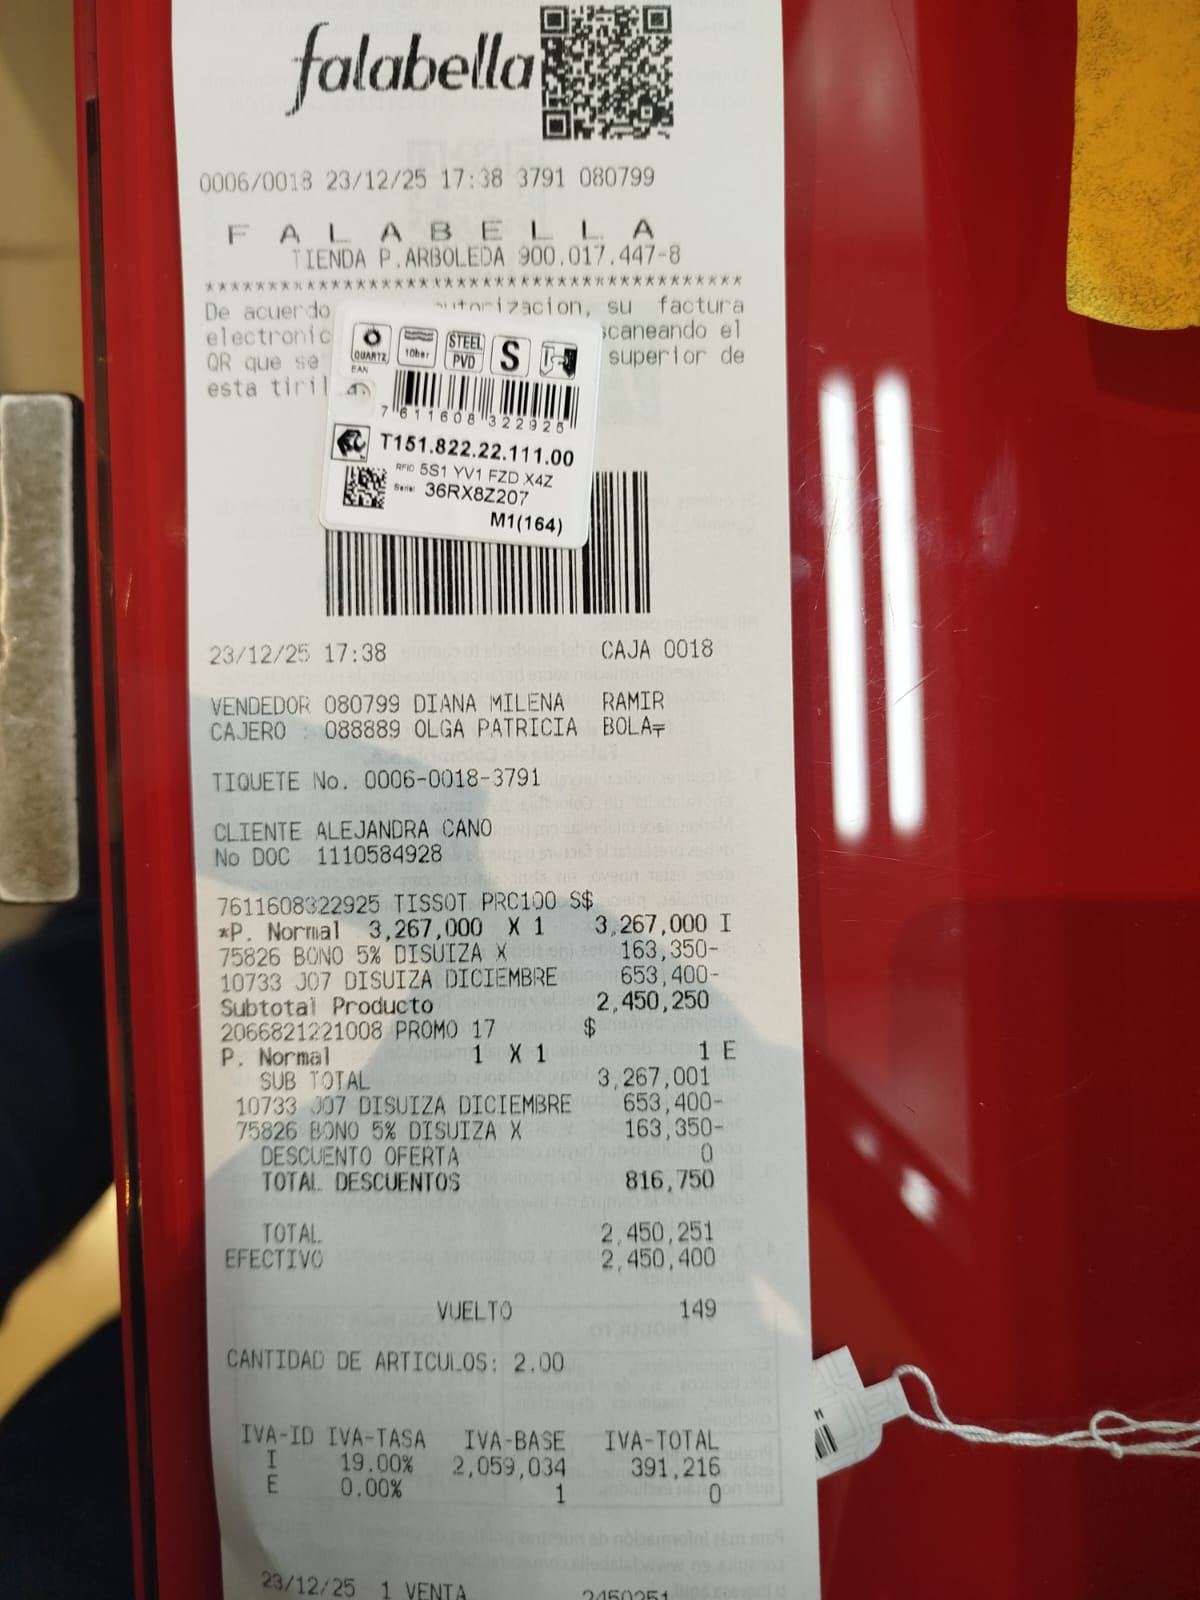 falabella
0006/0018 23/12/25 17:38 3791 080799
F A L A B E L L A
TIENDA P.ARBOLEDA 900.017.447-8
******************************************
De acuerdo autorizacion, su factura
electronic scaneando el
QR que se superior de
esta tiril
QUARTZ
10bar
STEEL
PVD
S
EAN
7 611608 322925
T151.822.22.111.00
RFID 5S1 YV1 FZD X4Z
Serial 36RX8Z207
M1(164)
23/12/25 17:38 CAJA 0018
VENDEDOR 080799 DIANA MILENA RAMIR
CAJERO : 088889 OLGA PATRICIA BOLA
TIQUETE No. 0006-0018-3791
CLIENTE ALEJANDRA CANO
No DOC 1110584928
7611608322925 TISSOT PRC100 S$
*P. Normal 3,267,000 X 1 3,267,000 I
75826 BONO 5% DISUIZA X 163,350-
10733 J07 DISUIZA DICIEMBRE 653,400-
Subtotal Producto 2,450,250
2066821221008 PROMO 17 $
P. Normal 1 X 1 1 E
SUB TOTAL 3,267,001
10733 J07 DISUIZA DICIEMBRE 653,400-
75826 BONO 5% DISUIZA X 163,350-
DESCUENTO OFERTA 0
TOTAL DESCUENTOS 816,750
TOTAL 2,450,251
EFECTIVO 2,450,400
VUELTO 149
CANTIDAD DE ARTICULOS: 2.00
IVA-ID IVA-TASA IVA-BASE IVA-TOTAL
I 19.00% 2,059,034 391,216
E 0.00% 1 0
23/12/25 1 VENTA 2450251